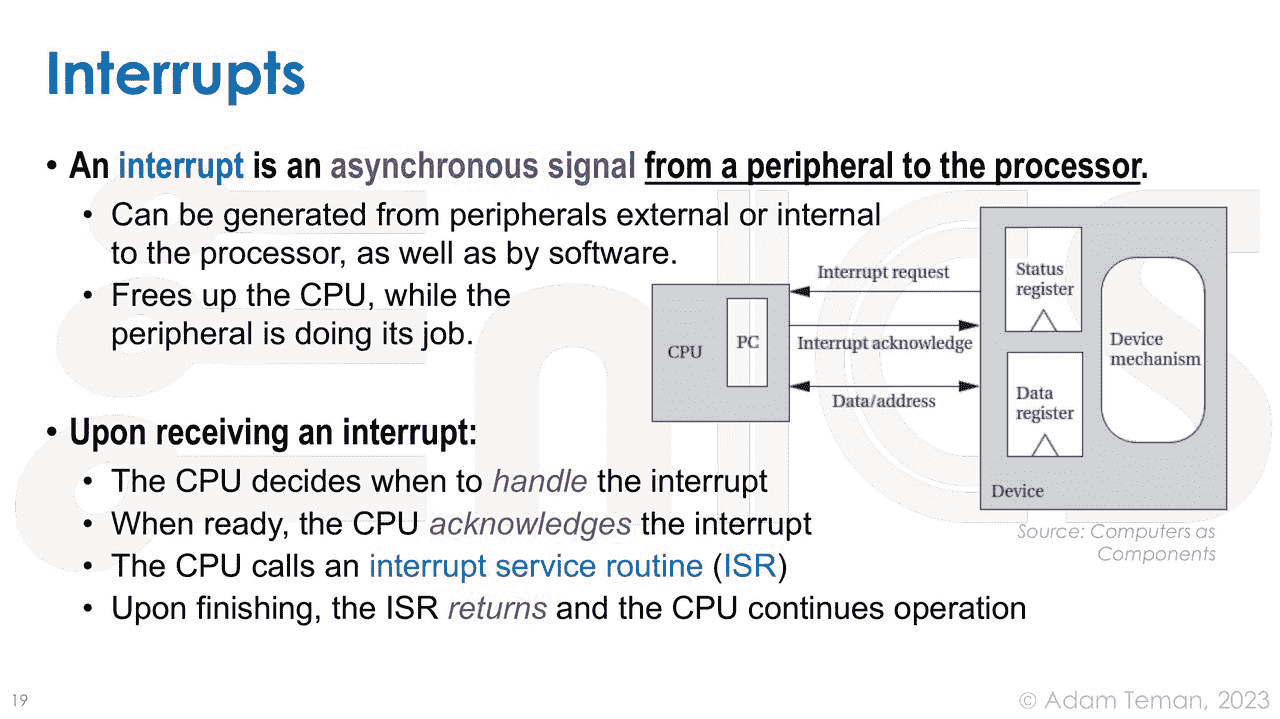 Interrupts
• An interrupt is an asynchronous signal from a peripheral to the processor.
• Can be generated from peripherals external or internal
to the processor, as well as by software.
• Frees up the CPU, while the
peripheral is doing its job.
CPU
PC
Interrupt request
Interrupt acknowledge
Data/address
Status
register
Data
register
Device
mechanism
Device
Source: Computers as
Components
• Upon receiving an interrupt:
• The CPU decides when to handle the interrupt
• When ready, the CPU acknowledges the interrupt
• The CPU calls an interrupt service routine (ISR)
• Upon finishing, the ISR returns and the CPU continues operation
19
© Adam Teman, 2023